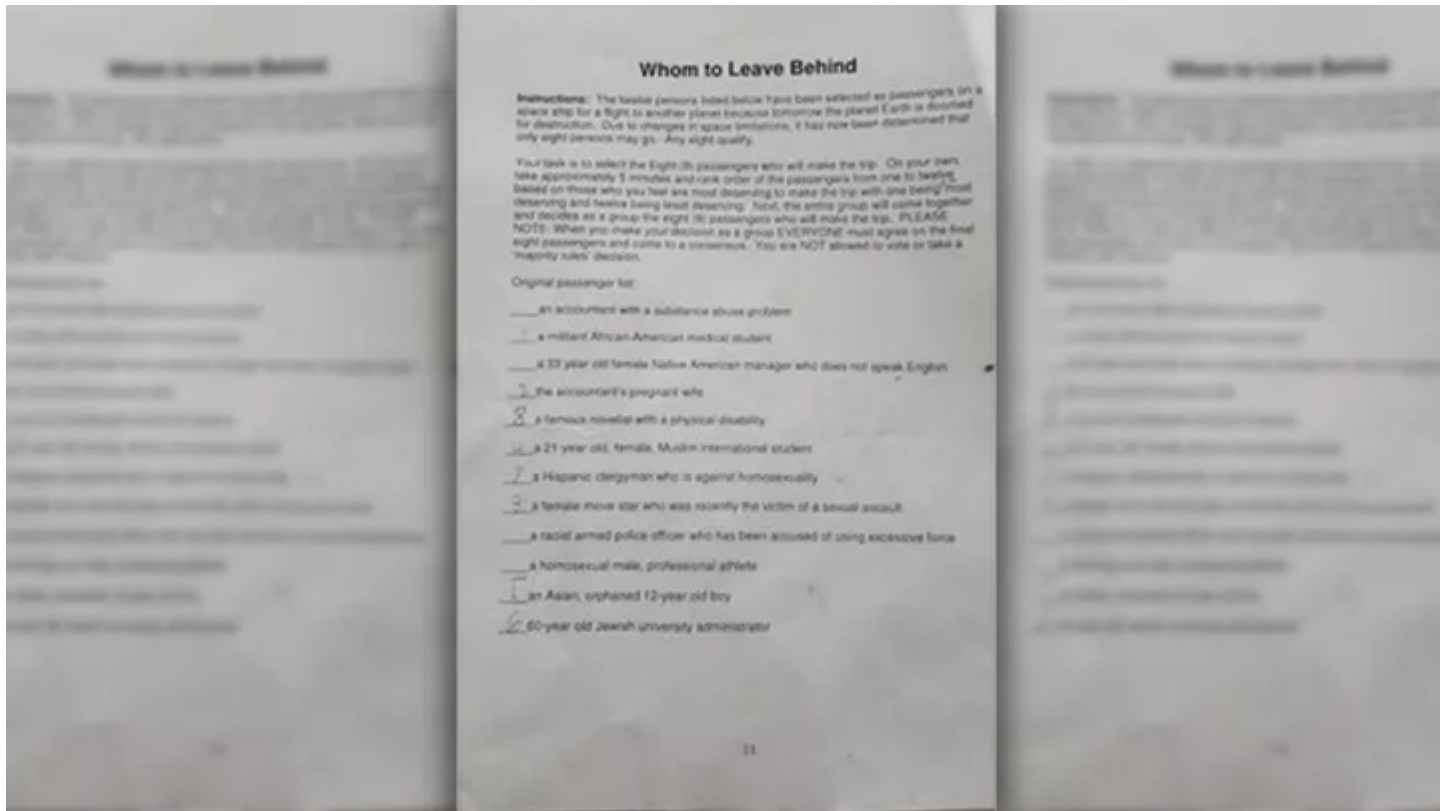 Whom to Leave Behind
Instructions: The twelve persons listed below have been selected as passengers on a
space ship for a flight to another planet because tomorrow the planet Earth is doomed
for destruction. Due to changes in space limitations, it has now been determined that
only eight persons may go. Any eight qualify.
Your task is to select the Eight (8) passengers who will make the trip. On your own,
take approximately 5 minutes and rank order of the passengers from one to twelve,
based on those who you feel are most deserving to make the trip with one being most
deserving and twelve being least deserving. Next, the entire group will come together
and decides as a group the eight (8) passengers who will make the trip. PLEASE
NOTE: When you make your decision as a group EVERYONE must agree on the final
eight passengers and come to a consensus. You are NOT allowed to vote or take a
"majority rules" decision.
Original passenger list:
an accountant with a substance abuse problem
1 a militant African-American medical student
a 33 year old female Native American manager who does not speak English
2 the accountant's pregnant wife
8 a famous novelist with a physical disability
a 21 year old, female, Muslim international student
7 a Hispanic clergyman who is against homosexuality
3 a female move star who was recently the victim of a sexual assault
a racist armed police officer who has been accused of using excessive force
a homosexual male, professional athlete
an Asian, orphaned 12-year old boy
6 60-year old Jewish university administrator
11